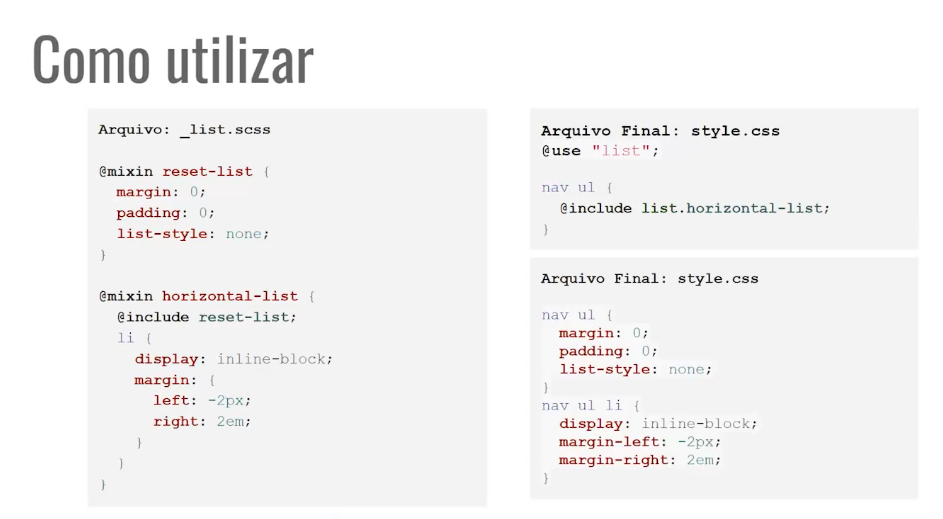 Como utilizar
Arquivo: _list.scss
@mixin reset-list {
margin: 0;
padding: 0;
list-style: none;
}
@mixin horizontal-list {
@include reset-list;
li {
display: inline-block;
margin: {
left: -2px;
right: 2em;
}
}
}
Arquivo Final: style.css
@use "list";
nav ul {
@include list.horizontal-list;
}
Arquivo Final: style.css
nav ul {
margin: 0;
padding: 0;
list-style: none;
}
nav ul li {
display: inline-block;
margin-left: -2px;
margin-right: 2em;
}